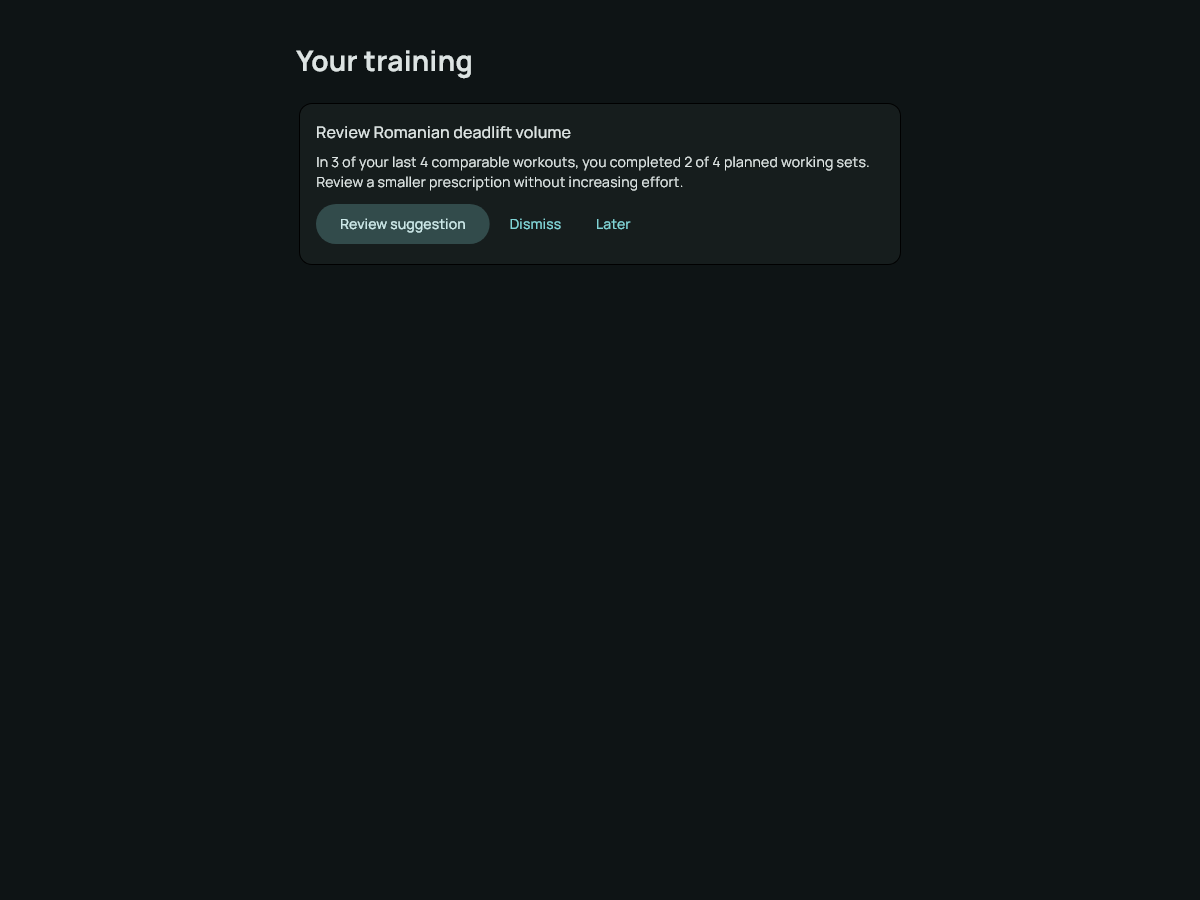 Your training
Review Romanian deadlift volume
In 3 of your last 4 comparable workouts, you completed 2 of 4 planned working sets.
Review a smaller prescription without increasing effort.
Review suggestion
Dismiss
Later